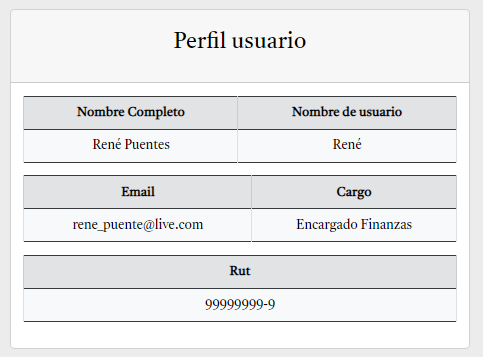 Perfil usuario
Nombre Completo Nombre de usuario
René Puentes René
Email Cargo
rene_puente@live.com Encargado Finanzas
Rut
99999999-9